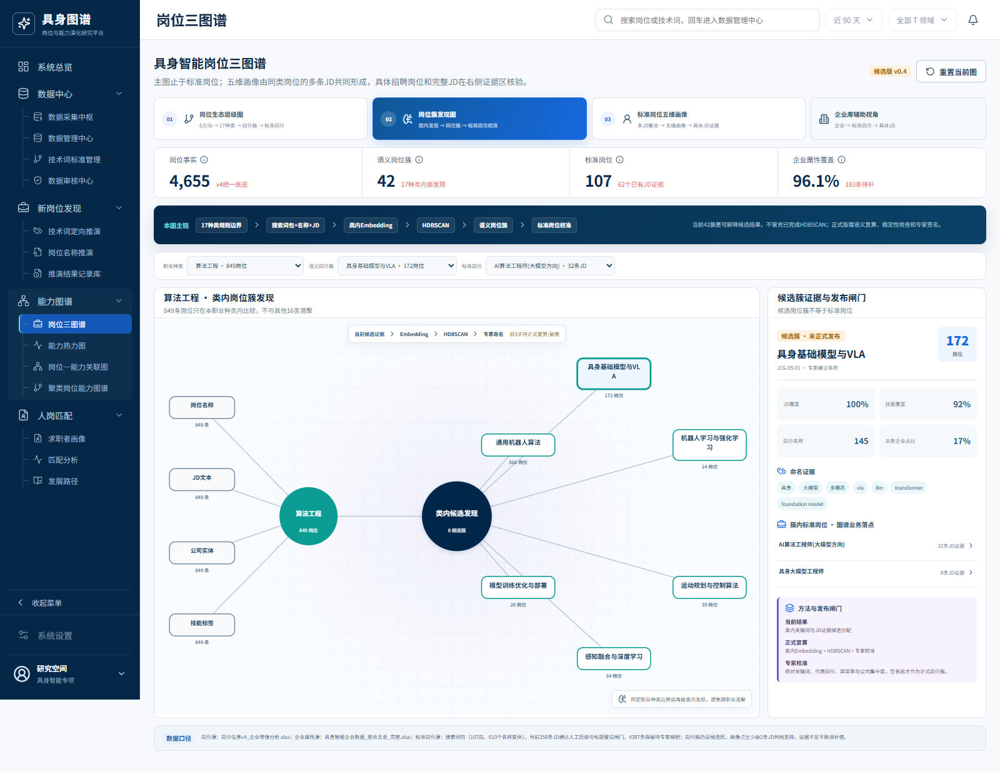 具身图谱
岗位与能力演化研究平台
系统总览
数据中心
数据采集中枢
数据管理中心
技术词标准管理
数据审核中心
新岗位发现
技术词定向推演
岗位名称推演
推演结果记录库
能力图谱
岗位三图谱
能力热力图
岗位—能力关联图
聚类岗位能力图谱
人岗匹配
求职者画像
匹配分析
发展路径
收起菜单
系统设置
研究空间
具身智能专项
岗位三图谱
搜索岗位或技术词，回车进入数据管理中心
近 90 天
全部 T 领域
具身智能岗位三图谱
主图止于标准岗位；五维画像由同类岗位的多条JD共同形成，具体招聘岗位和完整JD在右侧证据区核验。
候选版 v0.4
重置当前图
01
岗位生态层级图
6方向 → 17种类 → 岗位族 → 标准岗位
02
岗位簇发现图
类内发现 → 岗位簇 → 标准岗位校准
03
标准岗位五维画像
多JD聚合 → 五维画像 → 具体JD证据
企业库辅助视角
企业 → 标准岗位 → 具体JD
岗位事实
4,655 v4统一底座
语义岗位簇
42 17种类内部发现
标准岗位
107 62个已有JD证据
企业属性覆盖
96.1% 183条待补
本图主链
17种类规则边界
搜索词包+名称+JD
类内Embedding
HDBSCAN
语义岗位簇
标准岗位校准
当前42簇是可解释候选结果，不冒充已完成HDBSCAN；正式版需语义复算、稳定性检查和专家签名。
职业种类
算法工程 · 849岗位
语义岗位簇
具身基础模型与VLA · 172岗位
标准岗位
AI算法工程师(大模型方向) · 32条JD
算法工程 · 类内岗位簇发现
849条岗位只在本职业种类内比较，不与其他16类混聚
当前候选证据
Embedding
HDBSCAN
专家命名
后3步待正式复算/留痕
具身基础模型与VL
A
172 岗位
岗位名称
849 条
通用机器人算法
560 岗位
机器人学习与强化学
习
24 岗位
JD文本
849 条
算法工程
849 岗位
类内候选发现
6 候选簇
公司实体
849 条
模型训练优化与部署
20 岗位
运动规划与控制算法
39 岗位
技能标签
849 条
感知融合与深度学习
34 岗位
固定职业种类边界后再做类内发现，避免跨职业混聚
候选簇证据与发布闸门
候选岗位簇不等于标准岗位
候选簇 · 未正式发布
具身基础模型与VLA
JCG-05-01 · 专家建议名称
172
岗位
JD覆盖
100%
技能覆盖
92%
岗位名称
145
头部企业占比
17%
命名证据
具身
大模型
多模态
vla
llm
transformer
foundation model
簇内标准岗位 · 图谱业务落点
AI算法工程师(大模型方向)
32条JD证据
具身大模型工程师
8条JD证据
方法与发布闸门
当前结果
类内关键词与JD证据候选分配
正式复算
类内Embedding + HDBSCAN + 专家校准
专家校准
核对关键词、代表岗位、异常率与公司集中度，签名后才作为正式岗位簇。
数据口径
岗位源：岗位信息v4_企业增强分析.xlsx；企业属性源：具身智能企业数据_整合去重_完整.xlsx；标准岗位源：搜索词包（107岗、610个名称变体）。当前258条JD通过人工层级与标题置信闸门，4397条保留待专家映射；岗位族仍是候选层，画像点至少由2条JD共同支持，证据不足不推测补值。